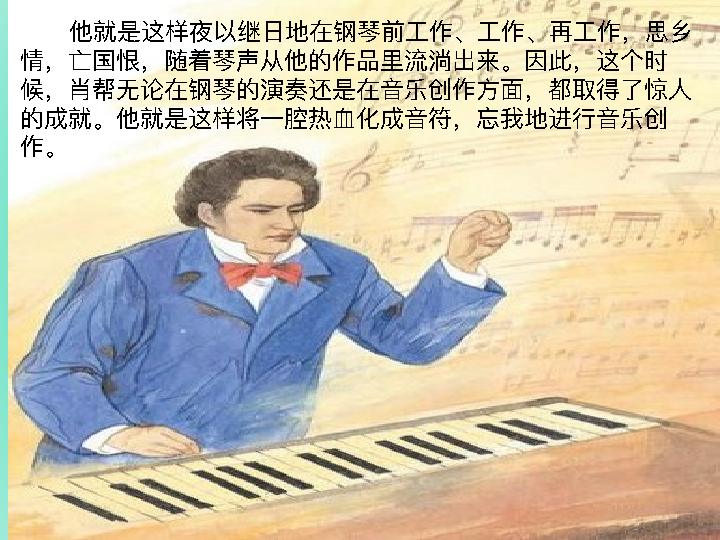 他就是这样夜以继日地在钢琴前工作、工作、再工作，思乡
情，亡国恨，随着琴声从他的作品里流淌出来。因此，这个时
候，肖帮无论在钢琴的演奏还是在音乐创作方面，都取得了惊人
的成就。他就是这样将一腔热血化成音符，忘我地进行音乐创
作。